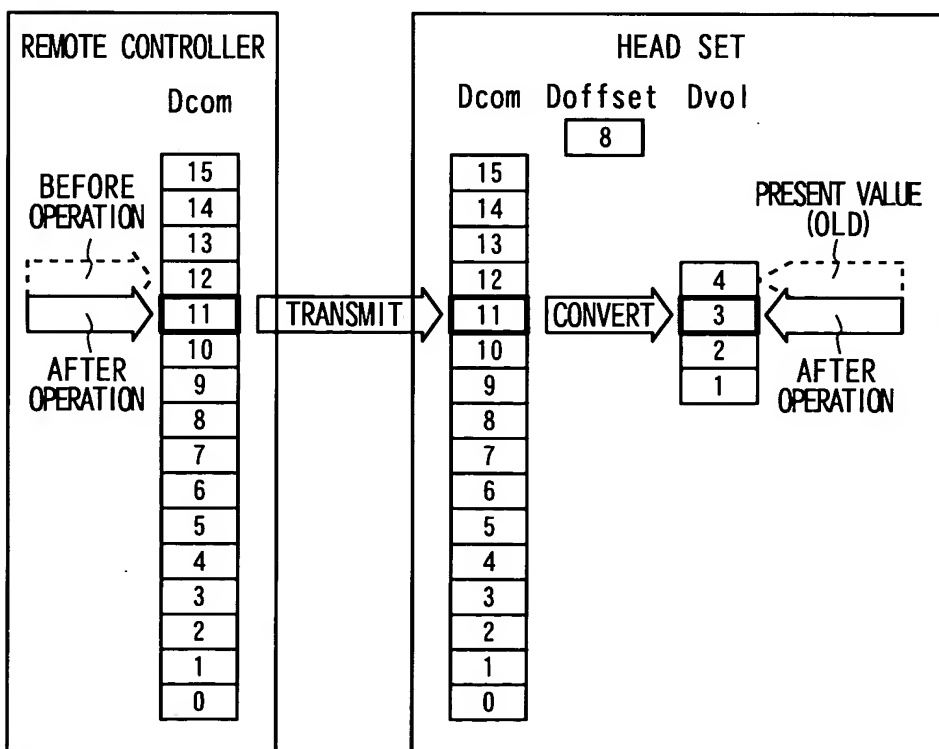 REMOTE CONTROLLER
Dcom
BEFORE
OPERATION
AFTER
OPERATION
15
14
13
12
11
10
9
8
7
6
5
4
3
2
1
0
TRANSMIT
HEAD SET
Dcom Doffset Dvol
8
15
14
13
12
11
10
9
8
7
6
5
4
3
2
1
0
CONVERT
4
3
2
1
PRESENT VALUE
(OLD)
AFTER
OPERATION